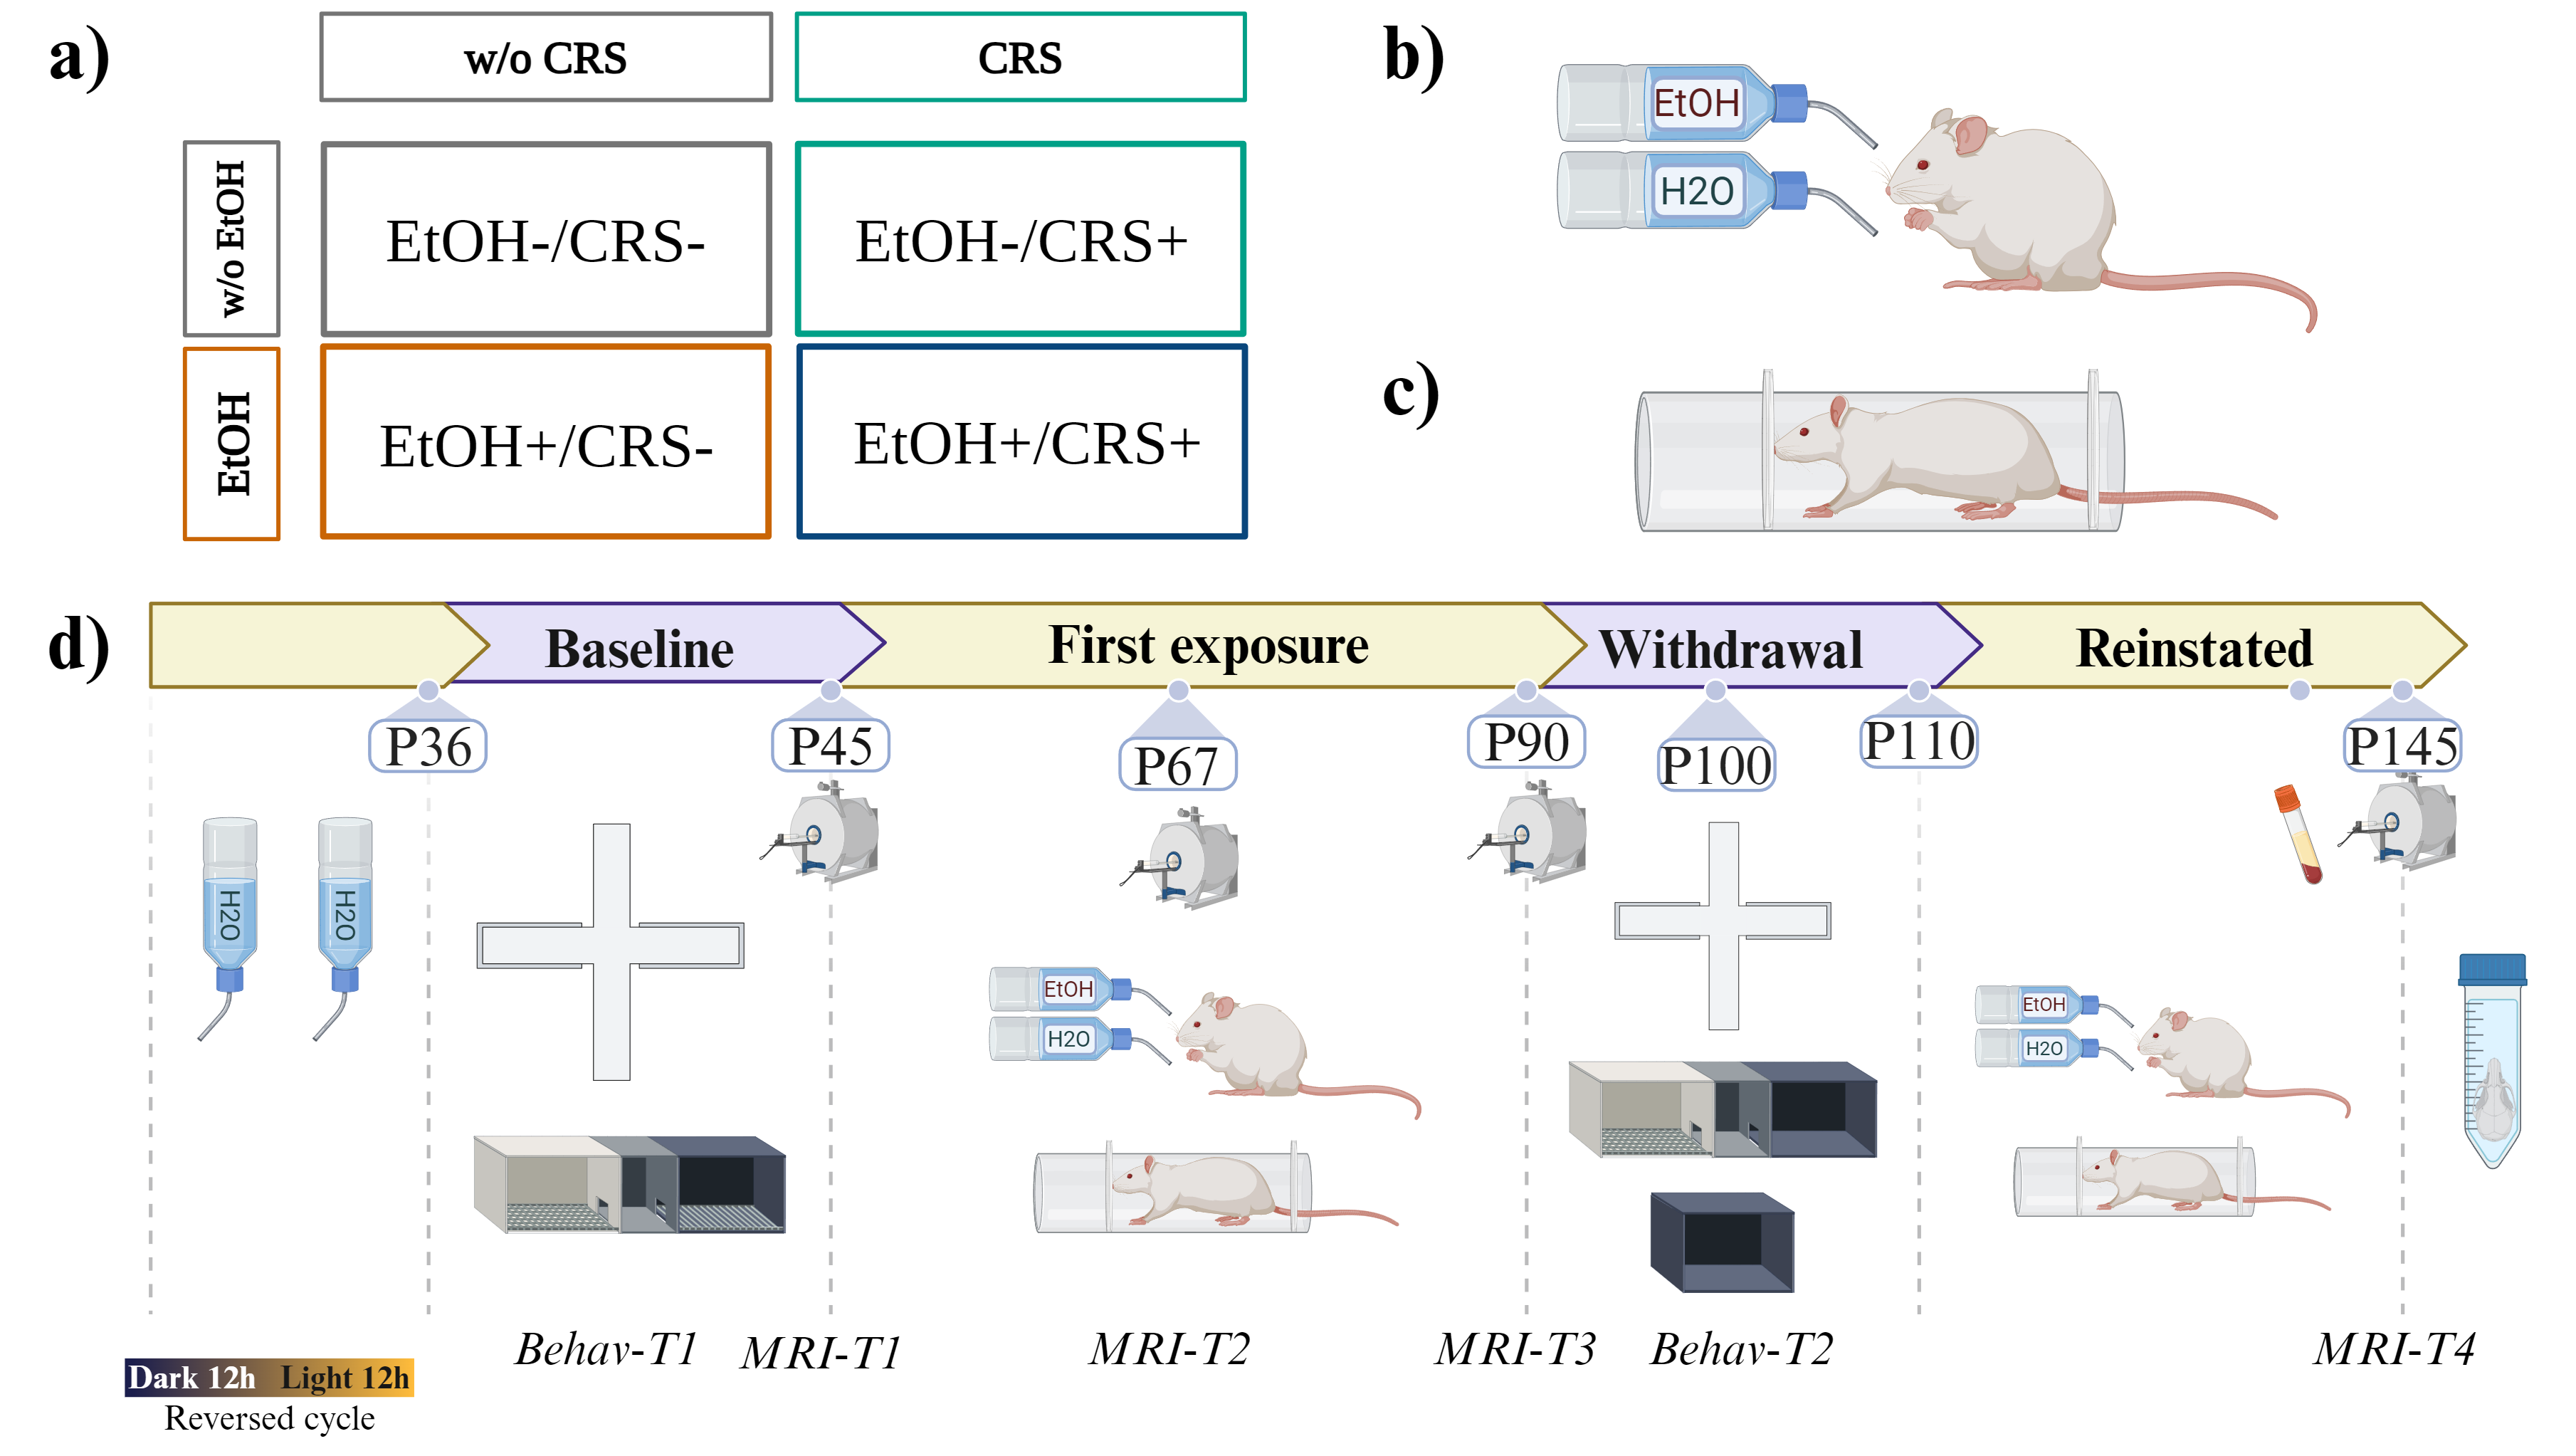 a)
w/o CRS
CRS
w/o EtOH
EtOH-/CRS-
EtOH-/CRS+
EtOH
EtOH+/CRS-
EtOH+/CRS+
b)
EtOH
H2O
c)
d)
Baseline
First exposure
Withdrawal
Reinstated
P36
P45
P67
P90
P100
P110
P145
H2O
H2O
EtOH
H2O
EtOH
H2O
Behav-T1
MRI-T1
MRI-T2
MRI-T3
Behav-T2
MRI-T4
Dark 12h Light 12h
Reversed cycle